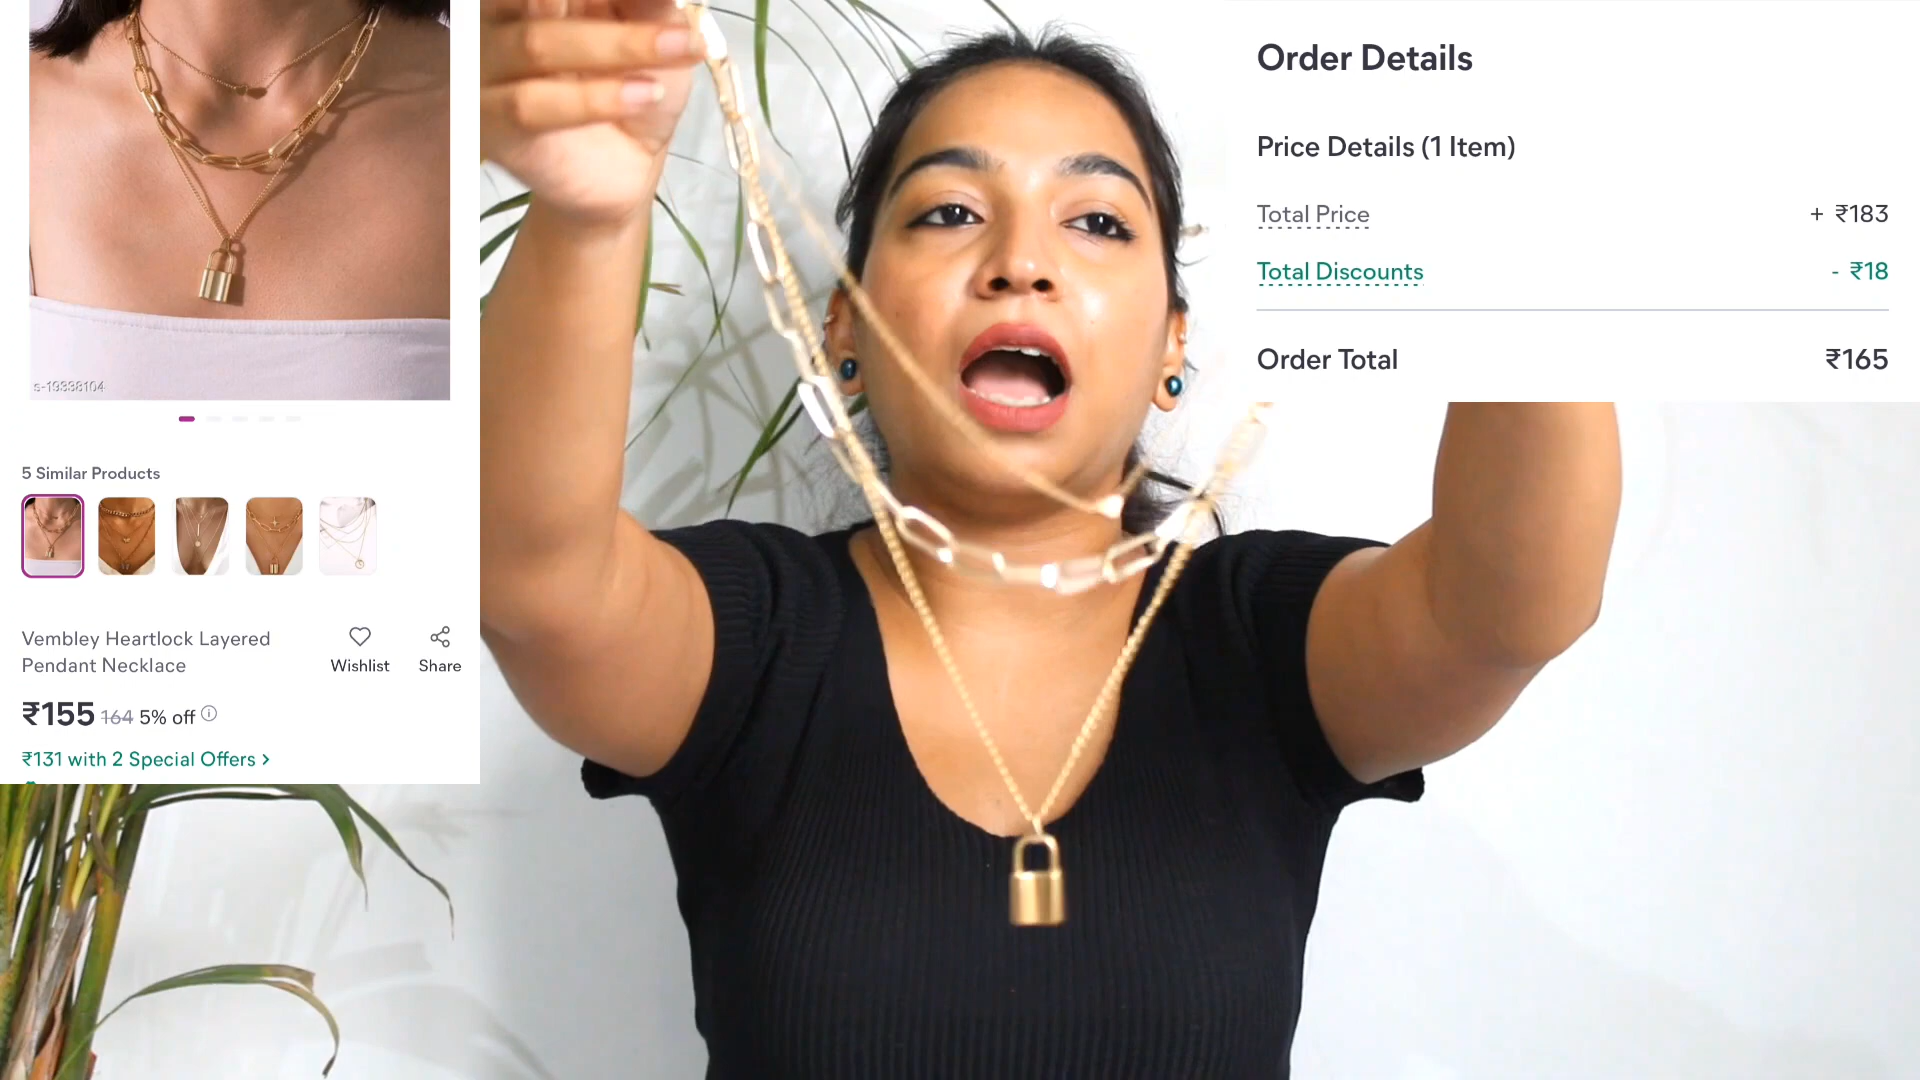 s-19338104
5 Similar Products
Vembley Heartlock Layered
Pendant Necklace
Wishlist
Share
₹155 164 5% off
₹131 with 2 Special Offers >
Order Details
Price Details (1 Item)
Total Price + ₹183
Total Discounts - ₹18
Order Total ₹165